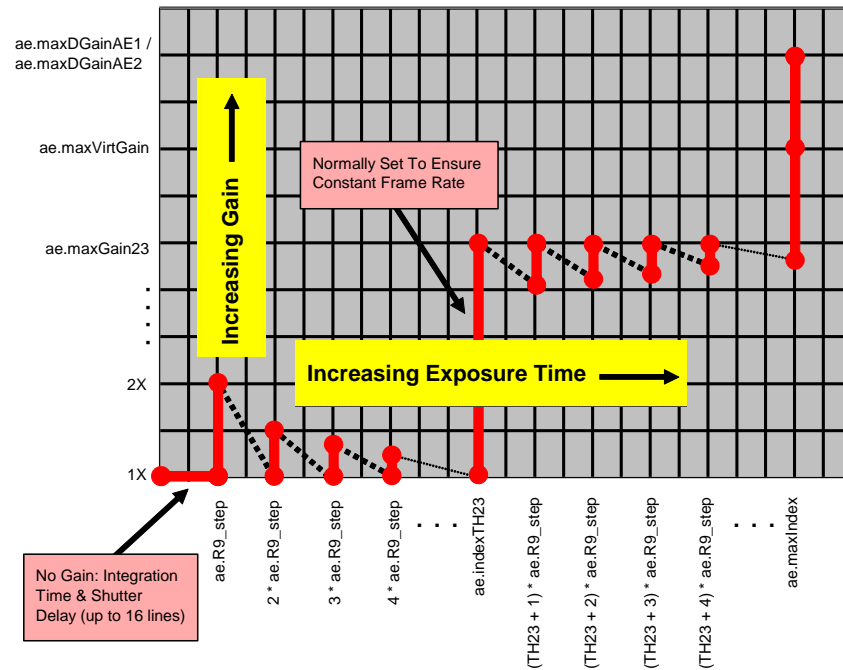 ae.maxDGainAE1 /
ae.maxDGainAE2
ae.maxVirtGain
ae.maxGain23
. . . .
2X
1X
Increasing Gain
Normally Set To Ensure
Constant Frame Rate
Increasing Exposure Time
No Gain: Integration
Time & Shutter
Delay (up to 16 lines)
ae.R9_step
2 * ae.R9_step
3 * ae.R9_step
4 * ae.R9_step
. . .
ae.indexTH23
(TH23 + 1) * ae.R9_step
(TH23 + 2) * ae.R9_step
(TH23 + 3) * ae.R9_step
(TH23 + 4) * ae.R9_step
. . .
ae.maxIndex